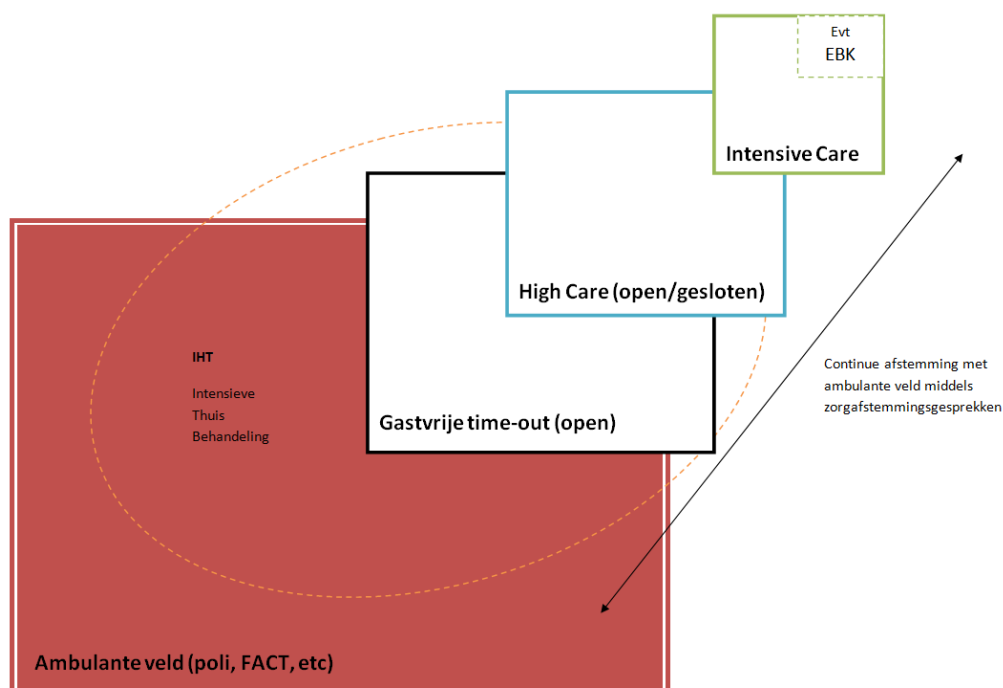 Evt
EBK
Intensive Care
High Care (open/gesloten)
IHT
Intensieve
Thuis
Behandeling
Continue afstemming met
ambulante veld middels
zorgafstemmingsgesprekken
Gastvrije time-out (open)
Ambulante veld (poli, FACT, etc)